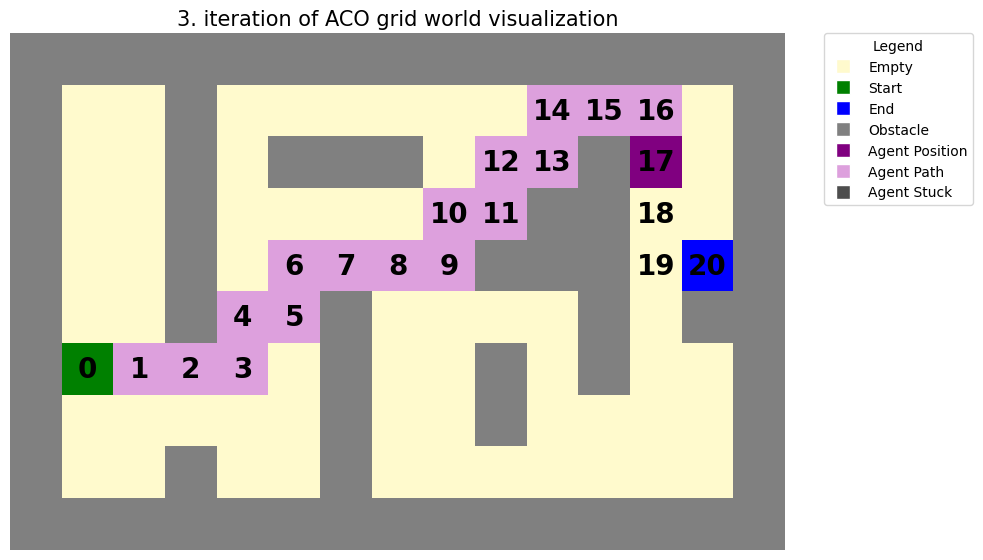 3. iteration of ACO grid world visualization
Legend
Empty
Start
End
Obstacle
Agent Position
Agent Path
Agent Stuck
14 15 16
12 13 17
10 11 18
6 7 8 9 19 20
4 5
0 1 2 3